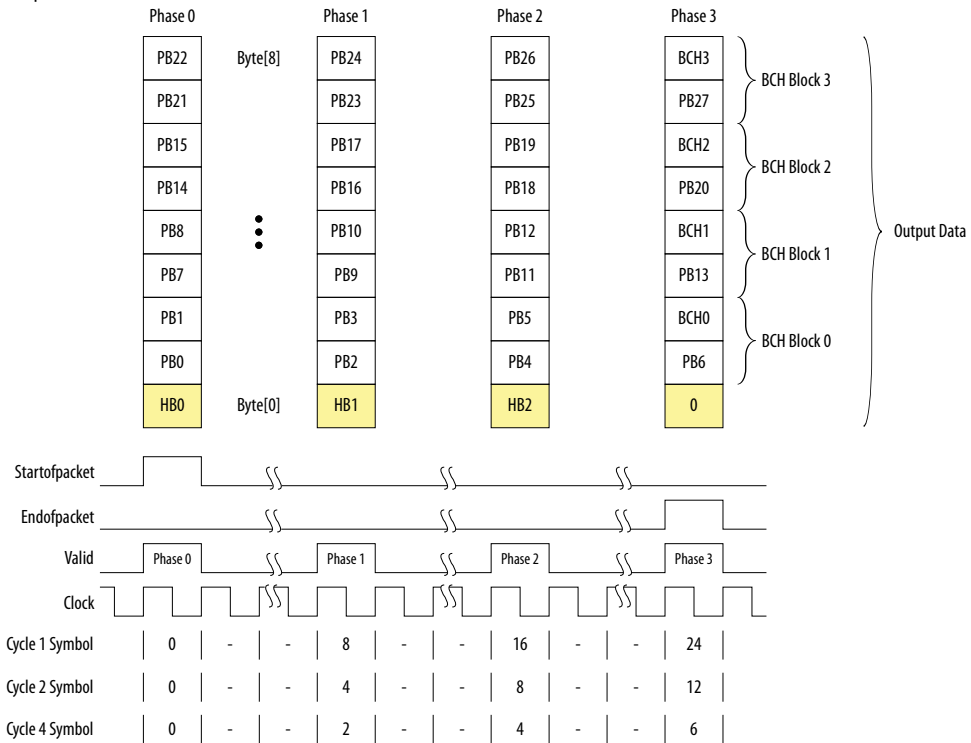 Phase 0 Phase 1 Phase 2 Phase 3
PB22 Byte[8] PB24 PB26 BCH3
BCH Block 3
PB21 PB23 PB25 PB27
PB15 PB17 PB19 BCH2
BCH Block 2
PB14 PB16 PB18 PB20
PB8 PB10 PB12 BCH1
Output Data
BCH Block 1
PB7 PB9 PB11 PB13
PB1 PB3 PB5 BCH0
BCH Block 0
PB0 PB2 PB4 PB6
HB0 Byte[0] HB1 HB2 0
Startofpacket
Endofpacket
Valid Phase 0 Phase 1 Phase 2 Phase 3
Clock
Cycle 1 Symbol 0 - - 8 - - 16 - - 24
Cycle 2 Symbol 0 - - 4 - - 8 - - 12
Cycle 4 Symbol 0 - - 2 - - 4 - - 6